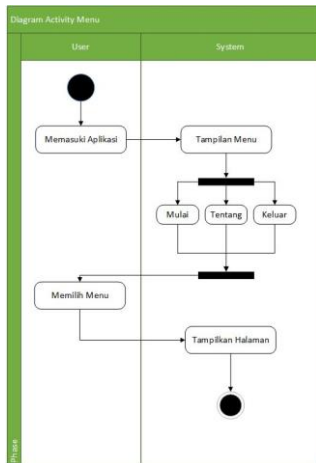 Diagram Activity Menu
User
System
Memasuki Aplikasi
Tampilan Menu
Mulai
Tentang
Keluar
Memilih Menu
Tampilkan Halaman
Phase